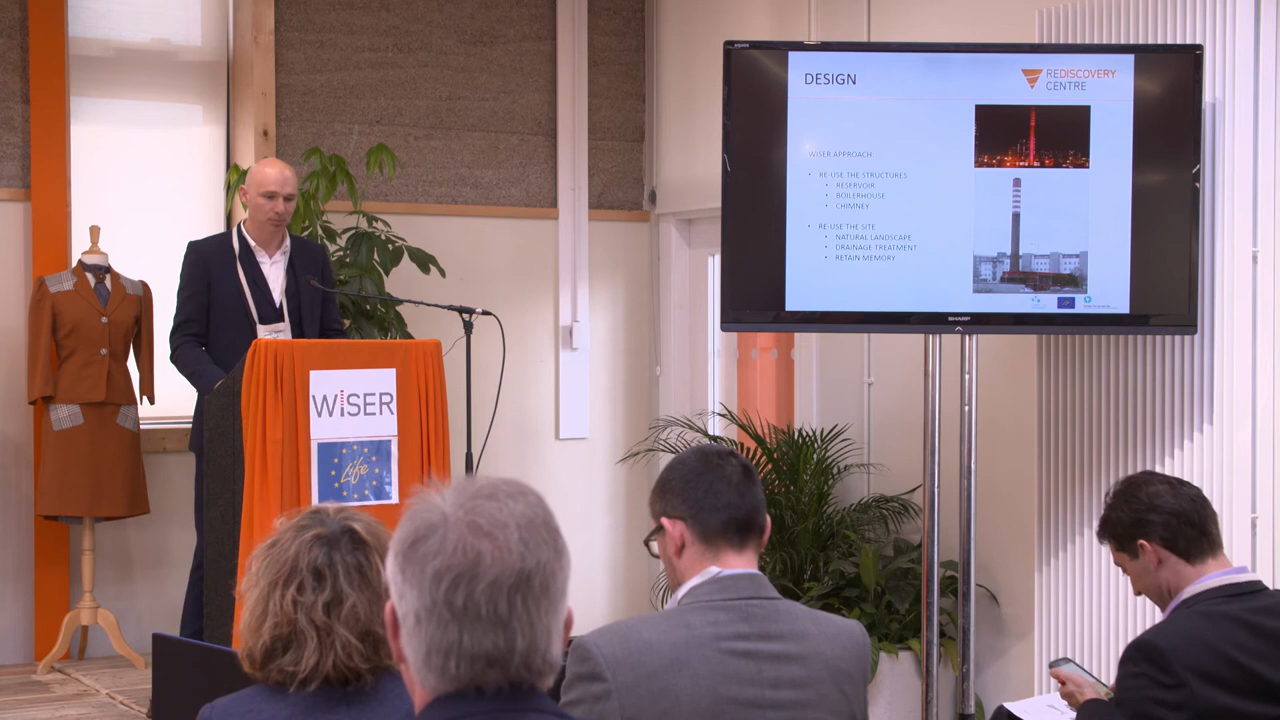 DESIGN
REDISCOVERY
CENTRE
WISER APPROACH
• RE-USE THE STRUCTURES
• RESERVOIR
• BOILERHOUSE
• CHIMNEY
• RE-USE THE SITE
• NATURAL LANDSCAPE
• DRAINAGE TREATMENT
• RETAIN MEMORY
SHARP
WiSER
Life